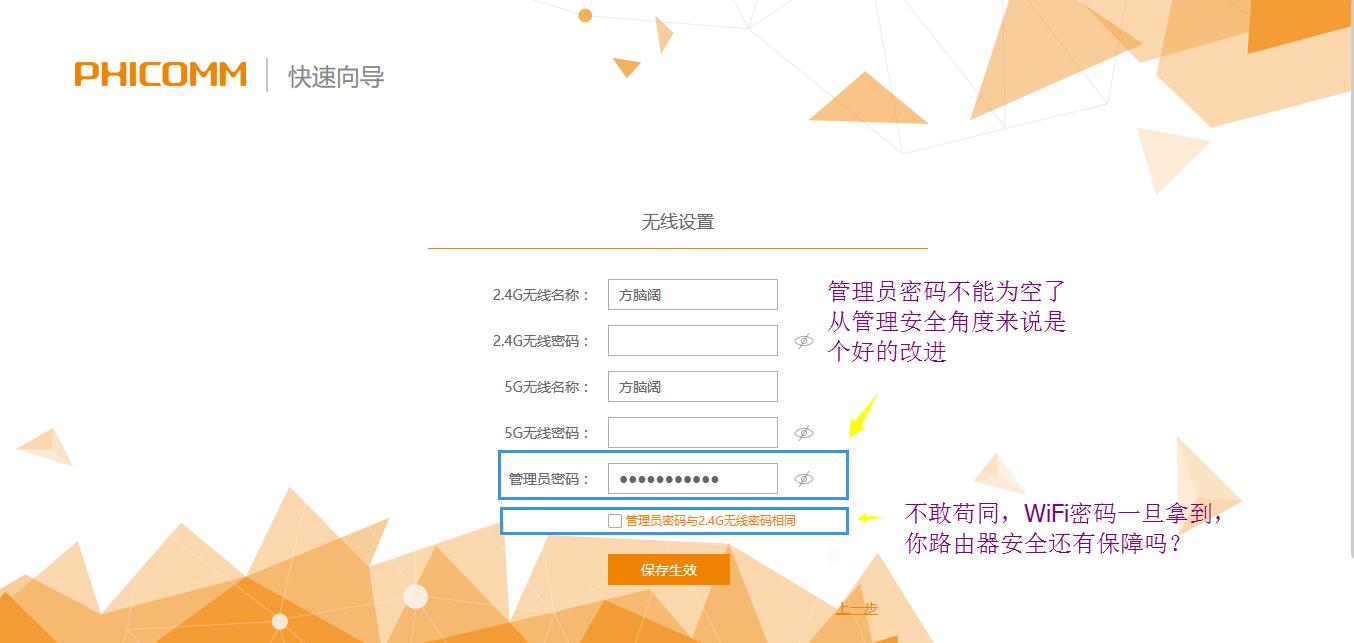 PHICOMM | 快速向导
无线设置
2.4G无线名称： 方脑阔
2.4G无线密码：
5G无线名称： 方脑阔
5G无线密码：
管理员密码： ●●●●●●●●●●●
管理员密码与2.4G无线密码相同
保存生效
上一步
管理员密码不能为空了
从管理安全角度来说是
个好的改进
不敢苟同，WiFi密码一旦拿到，
你路由器安全还有保障吗？